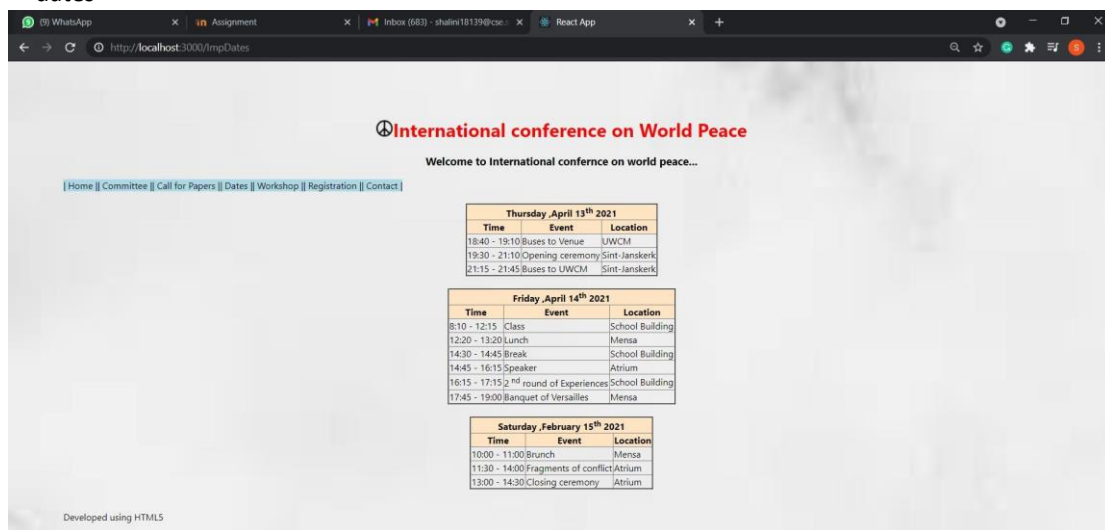 dates
(9) WhatsApp
Assignment
Inbox (683) - shalini18139@cse.s
React App
http://localhost:3000/ImpDates
International conference on World Peace
Welcome to International confernce on world peace...
| Home || Committee || Call for Papers || Dates || Workshop || Registration || Contact |
Thursday ,April 13th 2021
Time Event Location
18:40 - 19:10 Buses to Venue UWCM
19:30 - 21:10 Opening ceremony Sint-Janskerk
21:15 - 21:45 Buses to UWCM Sint-Janskerk
Friday ,April 14th 2021
Time Event Location
8:10 - 12:15 Class School Building
12:20 - 13:20 Lunch Mensa
14:30 - 14:45 Break School Building
14:45 - 16:15 Speaker Atrium
16:15 - 17:15 2 nd round of Experiences School Building
17:45 - 19:00 Banquet of Versailles Mensa
Saturday ,February 15th 2021
Time Event Location
10:00 - 11:00 Brunch Mensa
11:30 - 14:00 Fragments of conflict Atrium
13:00 - 14:30 Closing ceremony Atrium
Developed using HTML5